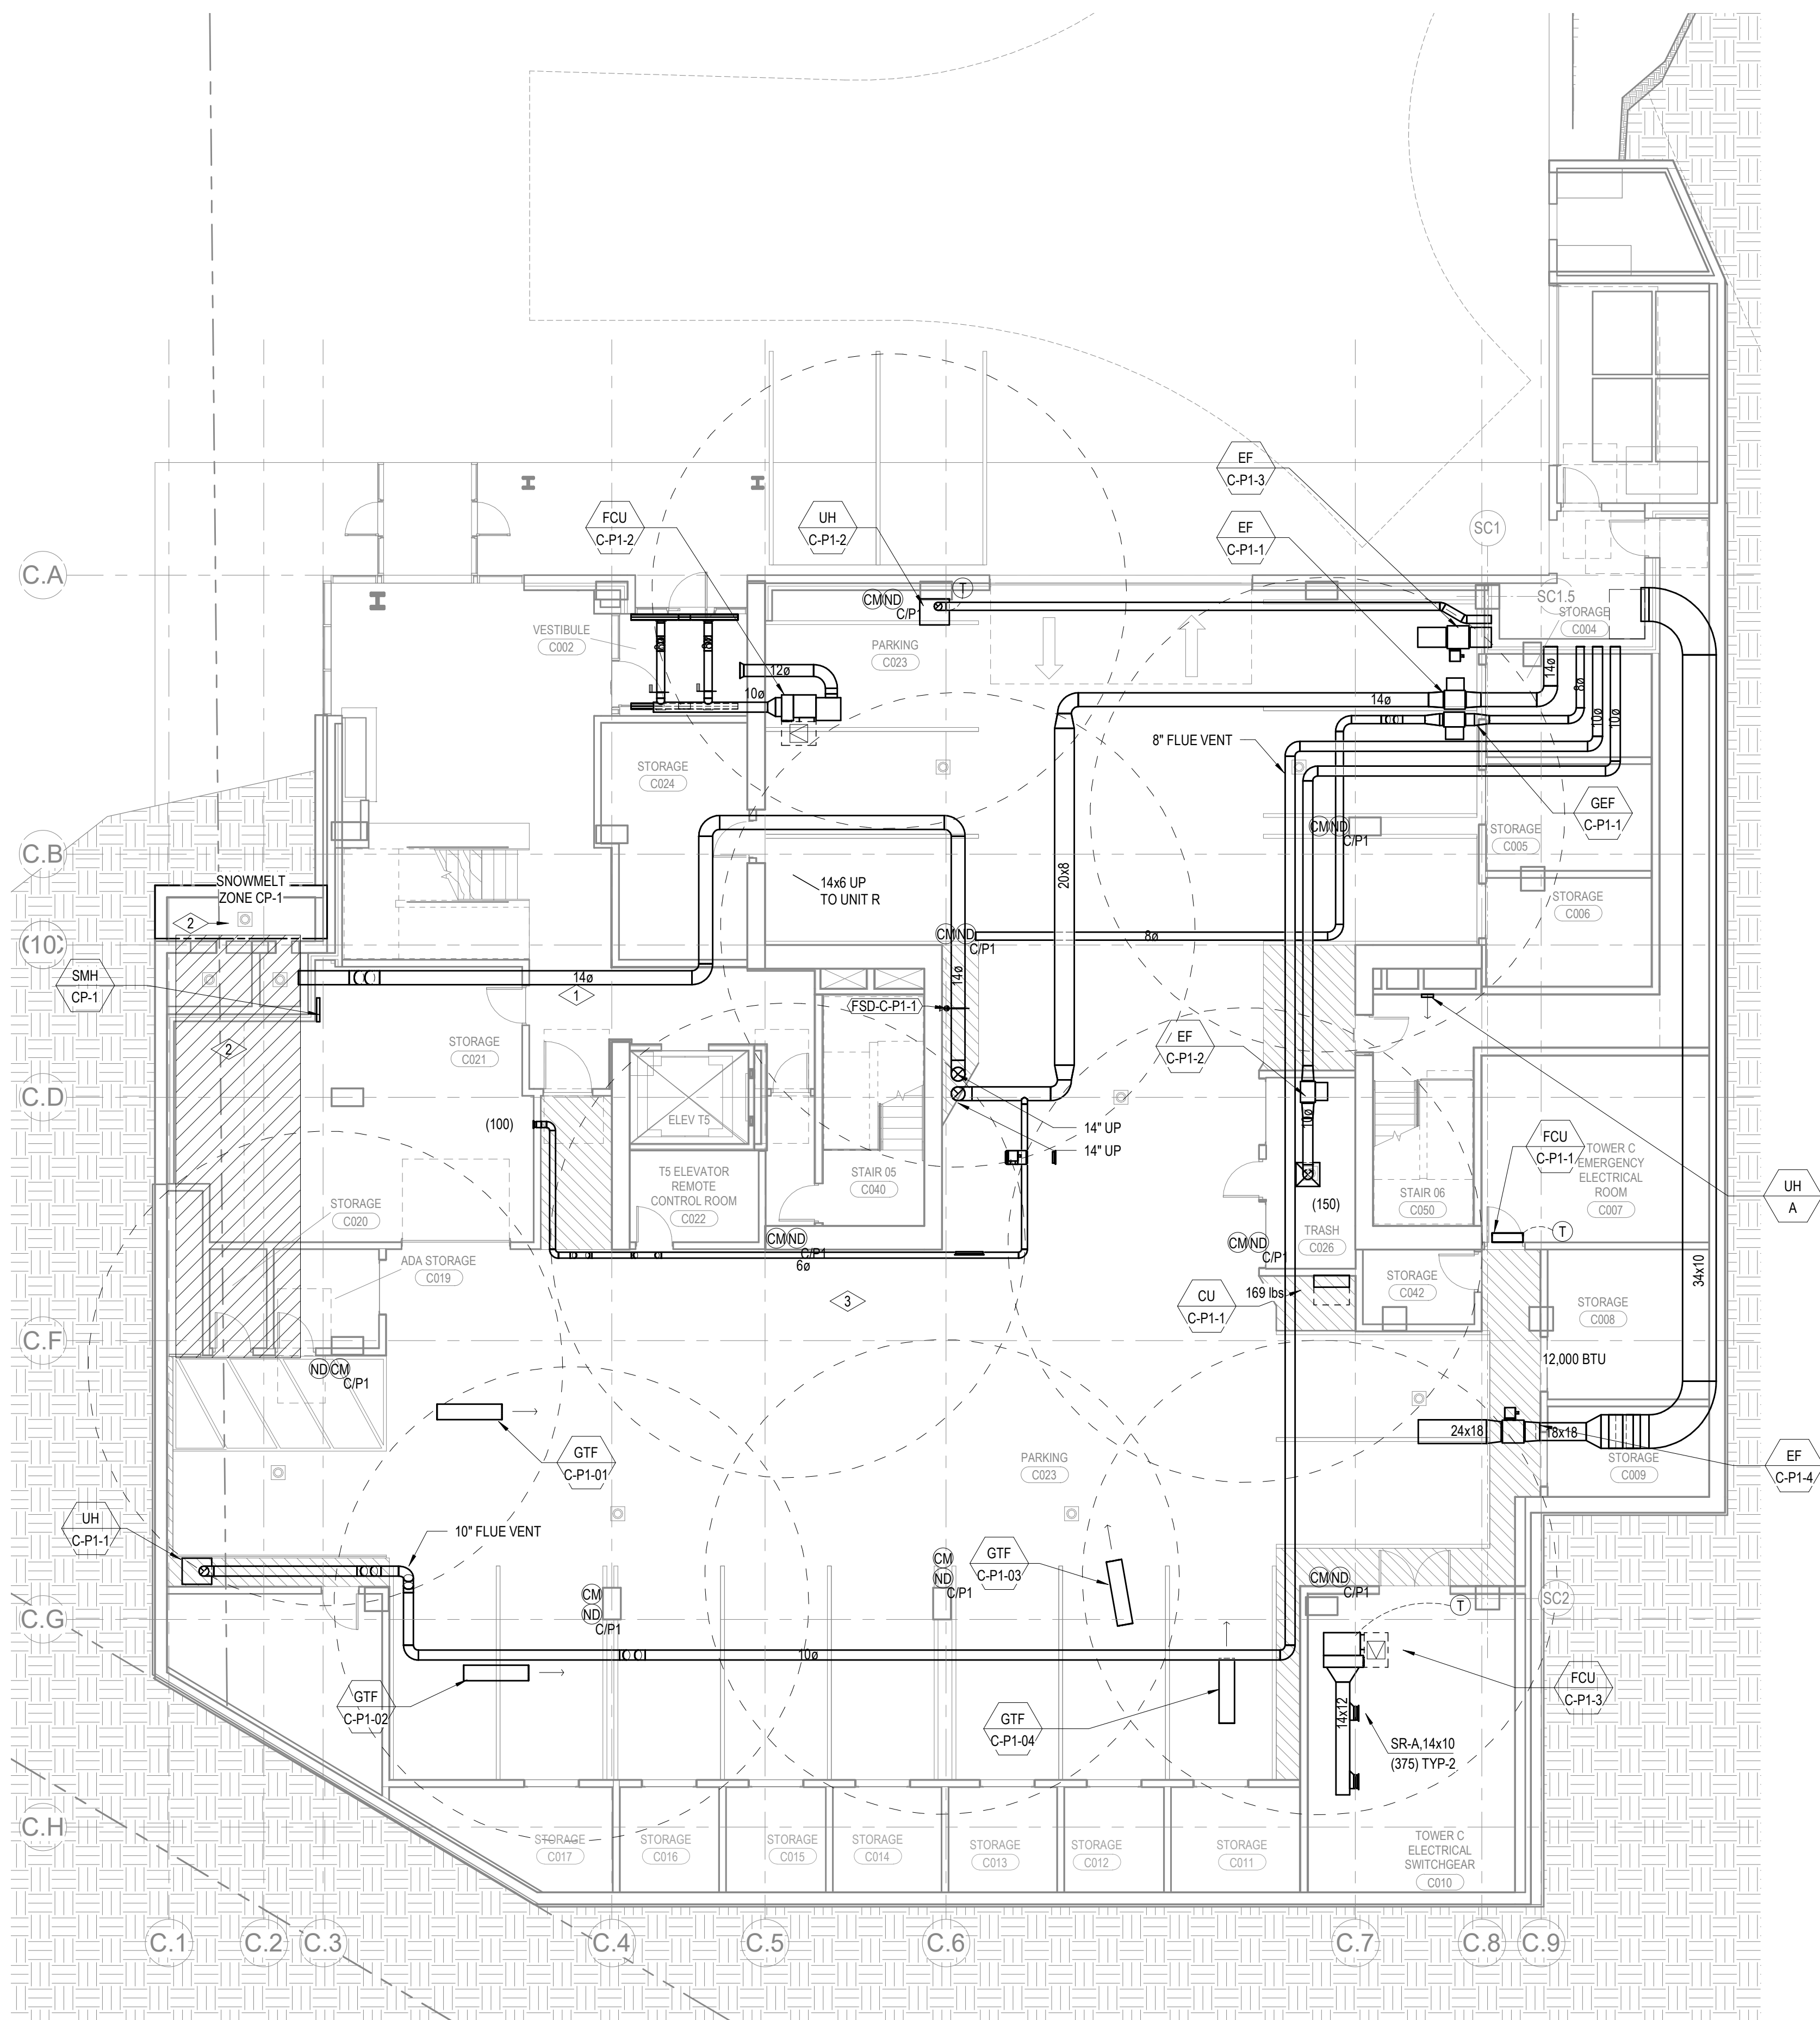 EF
C-P1-3
FCU
C-P1-2
UH
C-P1-2
EF
C-P1-1
SC1
C.A
CM
ND
C/P1
T
SC1.5
STORAGE
C004
VESTIBULE
C002
PARKING
C023
8ø
8ø
12ø
10ø
14ø
14ø
8ø
10ø
10ø
8" FLUE VENT
STORAGE
C024
GEF
C-P1-1
CM
ND
C/P1
STORAGE
C005
C.B
14x6 UP
TO UNIT R
20x8
SNOWMELT
ZONE CP-1
2
STORAGE
C006
(10)
CM
ND
C/P1
8ø
SMH
CP-1
14ø
1
14ø
FSD-C-P1-1
2
STORAGE
C021
EF
C-P1-2
C.D
(100)
ELEV T5
10ø
14" UP
14" UP
FCU
C-P1-1
TOWER C
EMERGENCY
ELECTRICAL
ROOM
C007
T5 ELEVATOR
REMOTE
CONTROL ROOM
C022
STAIR 05
C040
STAIR 06
C050
UH
A
STORAGE
C020
(150)
TRASH
C026
T
CM
ND
C/P1
6ø
CM
ND
C/P1
ADA STORAGE
C019
34x10
STORAGE
C042
3
CU
C-P1-1
169 lbs
STORAGE
C008
C.F
12,000 BTU
ND
CM
C/P1
24x18
18x18
GTF
C-P1-01
PARKING
C023
STORAGE
C009
EF
C-P1-4
UH
C-P1-1
10" FLUE VENT
CM
ND
C/P1
GTF
C-P1-03
CM
ND
C/P1
CM
ND
C/P1
SC2
T
C.G
10ø
GTF
C-P1-02
GTF
C-P1-04
14x12
FCU
C-P1-3
SR-A,14x10
(375) TYP-2
C.H
STORAGE
C017
STORAGE
C016
STORAGE
C015
STORAGE
C014
STORAGE
C013
STORAGE
C012
STORAGE
C011
TOWER C
ELECTRICAL
SWITCHGEAR
C010
C.1
C.2
C.3
C.4
C.5
C.6
C.7
C.8
C.9